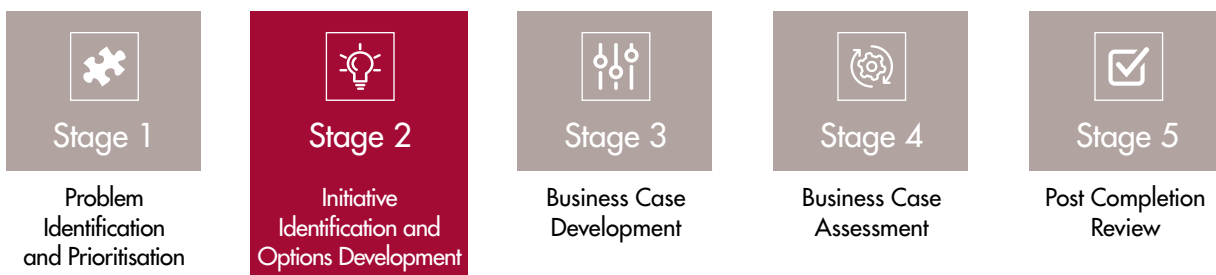 Stage 1
Problem
Identification
and Prioritisation
Stage 2
Initiative
Identification and
Options Development
Stage 3
Business Case
Development
Stage 4
Business Case
Assessment
Stage 5
Post Completion
Review